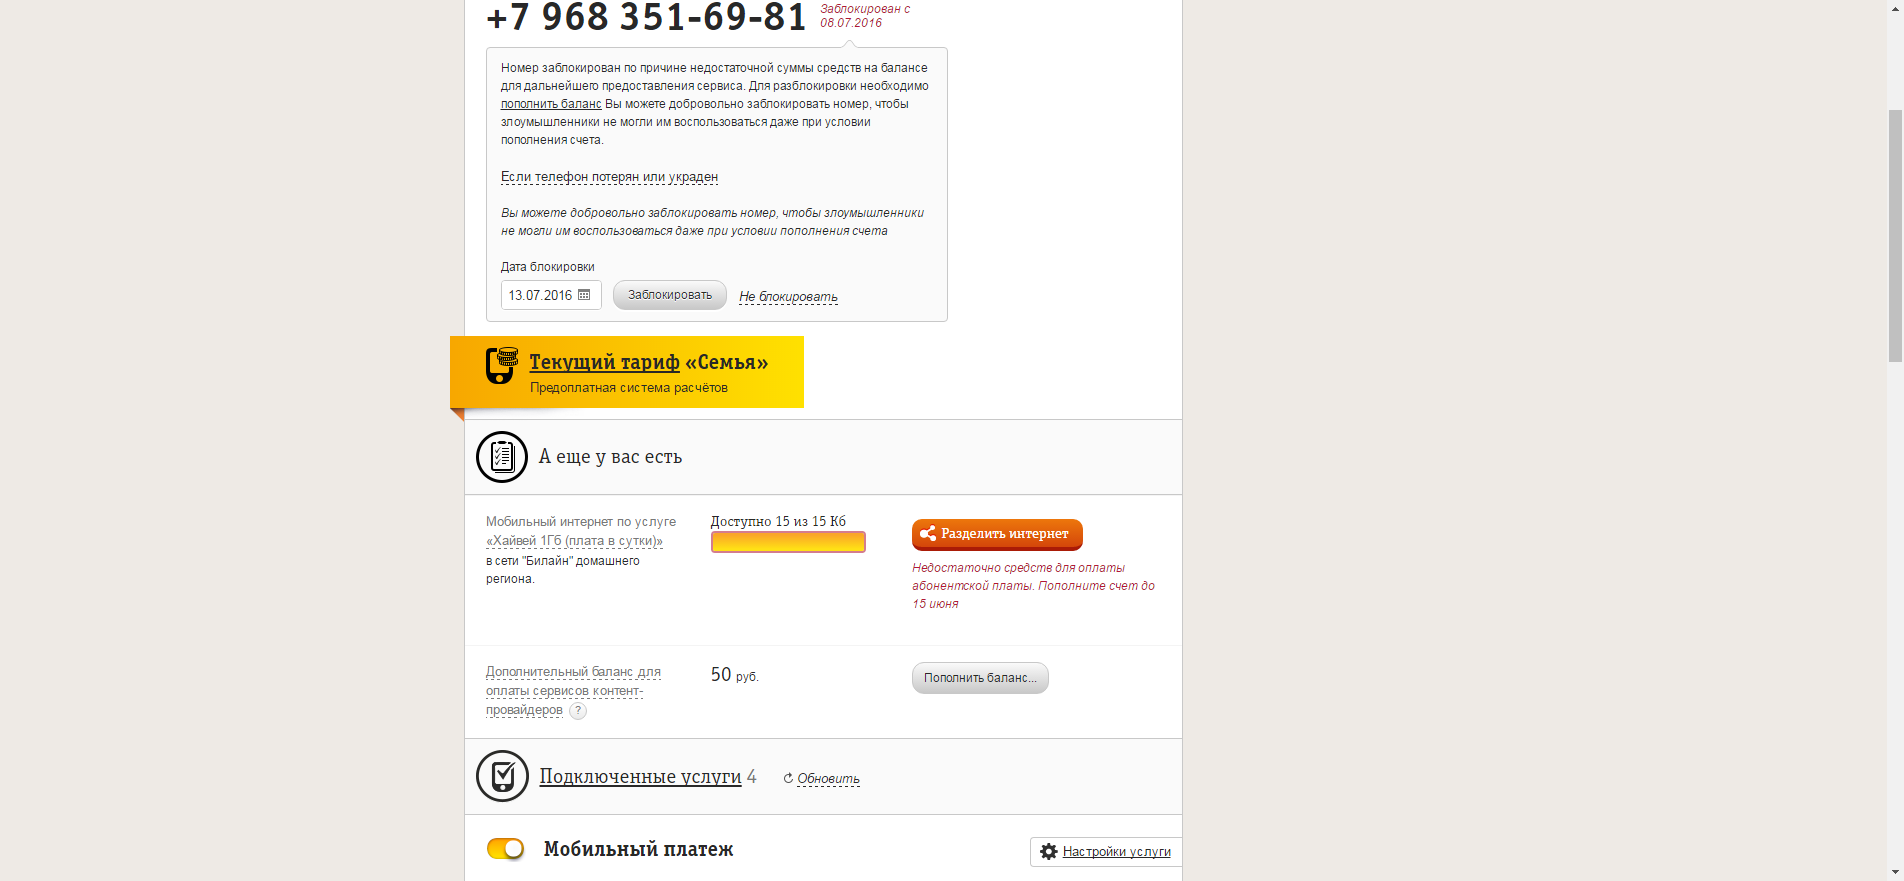 +7 968 351-69-81
Заблокирован с
08.07.2016
Номер заблокирован по причине недостаточной суммы средств на балансе
для дальнейшего предоставления сервиса. Для разблокировки необходимо
пополнить баланс Вы можете добровольно заблокировать номер, чтобы
злоумышленники не могли им воспользоваться даже при условии
пополнения счета.
Если телефон потерян или украден
Вы можете добровольно заблокировать номер, чтобы злоумышленники
не могли им воспользоваться даже при условии пополнения счета
Дата блокировки
13.07.2016
Заблокировать
Не блокировать
Текущий тариф «Семья»
Предоплатная система расчётов
А еще у вас есть
Мобильный интернет по услуге
«Хайвей 1Гб (плата в сутки)»
в сети "Билайн" домашнего
региона.
Доступно 15 из 15 Кб
Разделить интернет
Недостаточно средств для оплаты
абонентской платы. Пополните счет до
15 июня
Дополнительный баланс для
оплаты сервисов контент-
провайдеров ?
50 руб.
Пополнить баланс...
Подключенные услуги 4
Обновить
Мобильный платеж
Настройки услуги